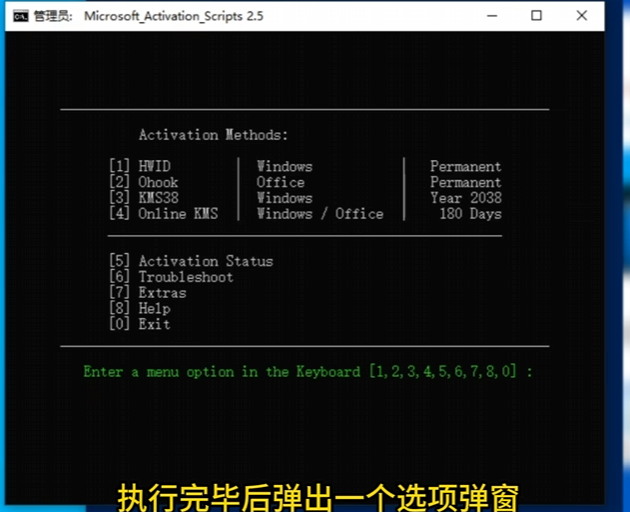 管理员: Microsoft_Activation_Scripts 2.5
Activation Methods:
[1] HWID | Windows | Permanent
[2] Ohook | Office | Permanent
[3] KMS38 | Windows | Year 2038
[4] Online KMS | Windows / Office | 180 Days
[5] Activation Status
[6] Troubleshoot
[7] Extras
[8] Help
[0] Exit
Enter a menu option in the Keyboard [1,2,3,4,5,6,7,8,0] :
执行完毕后弹出一个选项弹窗